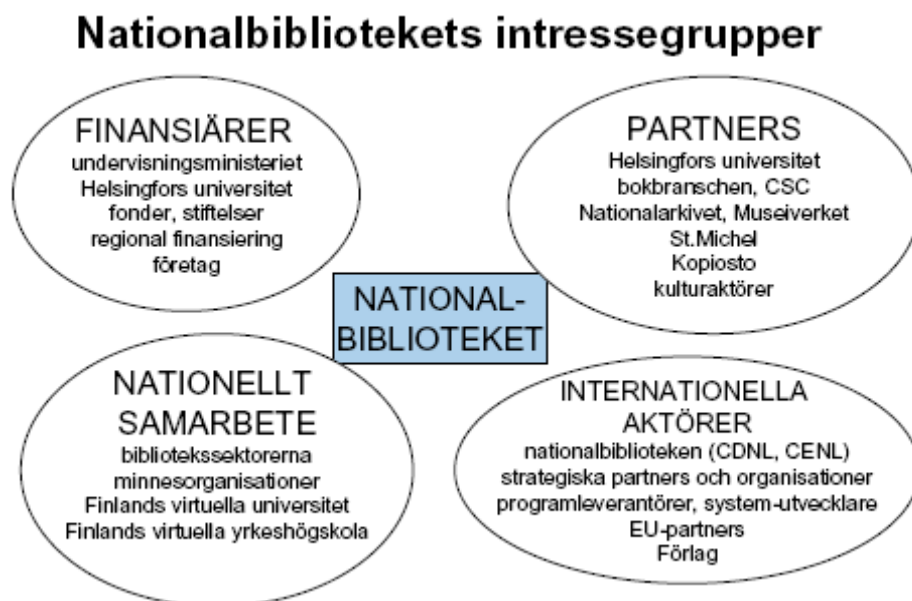 Nationalbibliotekets intressegrupper
FINANSIÄRER
undervisningsministeriet
Helsingfors universitet
fonder, stiftelser
regional finansiering
företag
PARTNERS
Helsingfors universitet
bokbranschen, CSC
Nationalarkivet, Museiverket
St.Michel
Kopiosto
kulturaktörer
NATIONAL-
BIBLIOTEKET
NATIONELLT
SAMARBETE
bibliotekssektorerna
minnesorganisationer
Finlands virtuella universitet
Finlands virtuella yrkeshögskola
INTERNATIONELLA
AKTÖRER
nationalbiblioteken (CDNL, CENL)
strategiska partners och organisationer
programleverantörer, system-utvecklare
EU-partners
Förlag